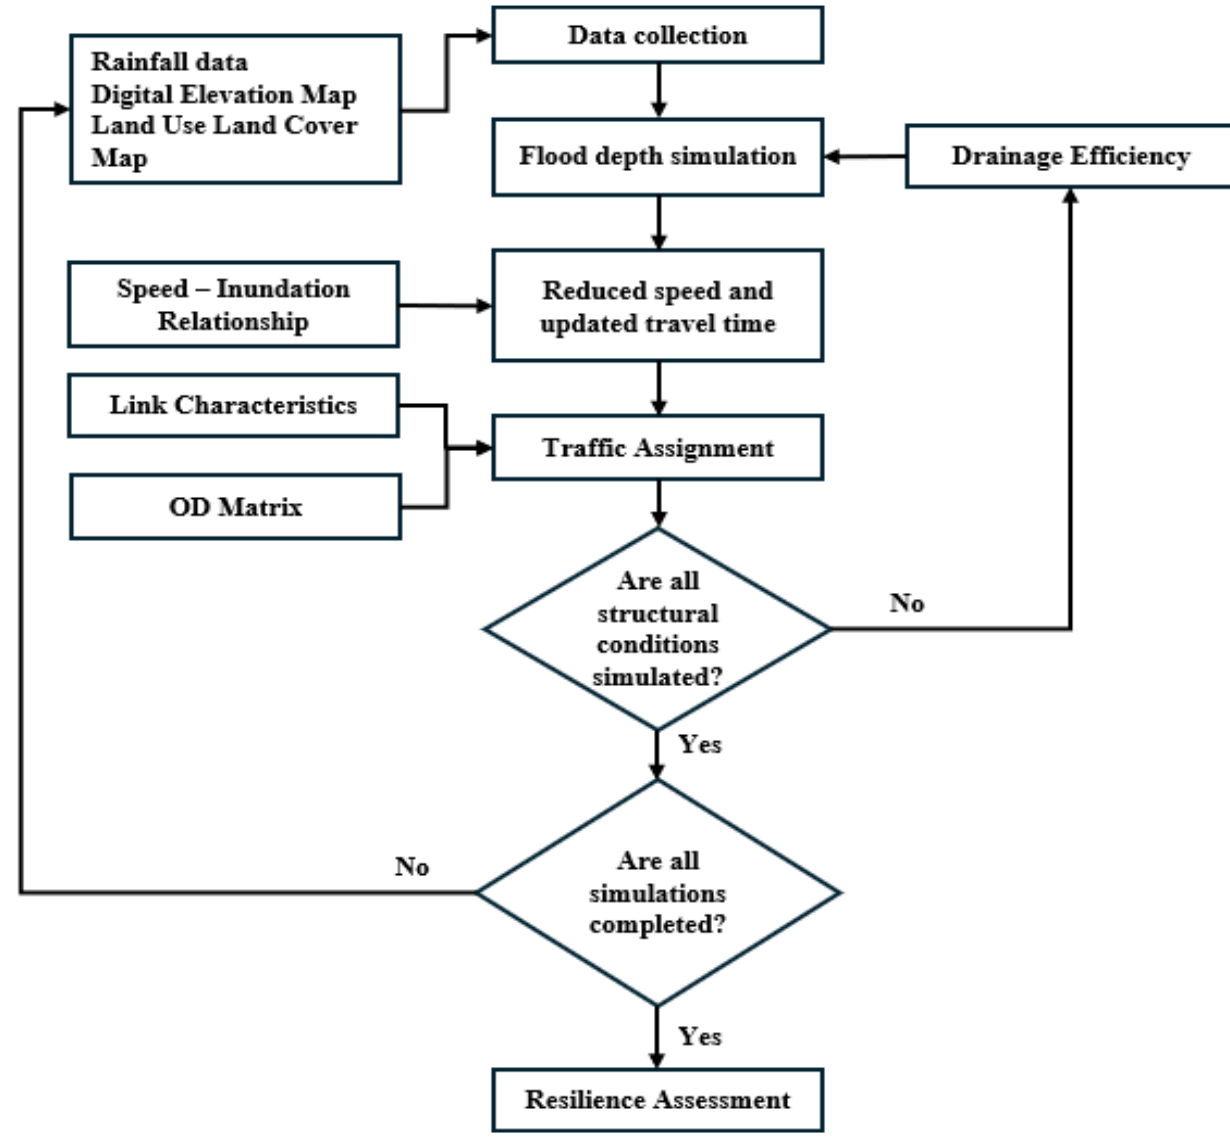 Data collection
Rainfall data
Digital Elevation Map
Land Use Land Cover
Map
Flood depth simulation
Drainage Efficiency
Speed – Inundation
Relationship
Reduced speed and
updated travel time
Link Characteristics
Traffic Assignment
OD Matrix
Are all
structural
conditions
simulated?
No
Yes
Are all
simulations
completed?
No
Yes
Resilience Assessment